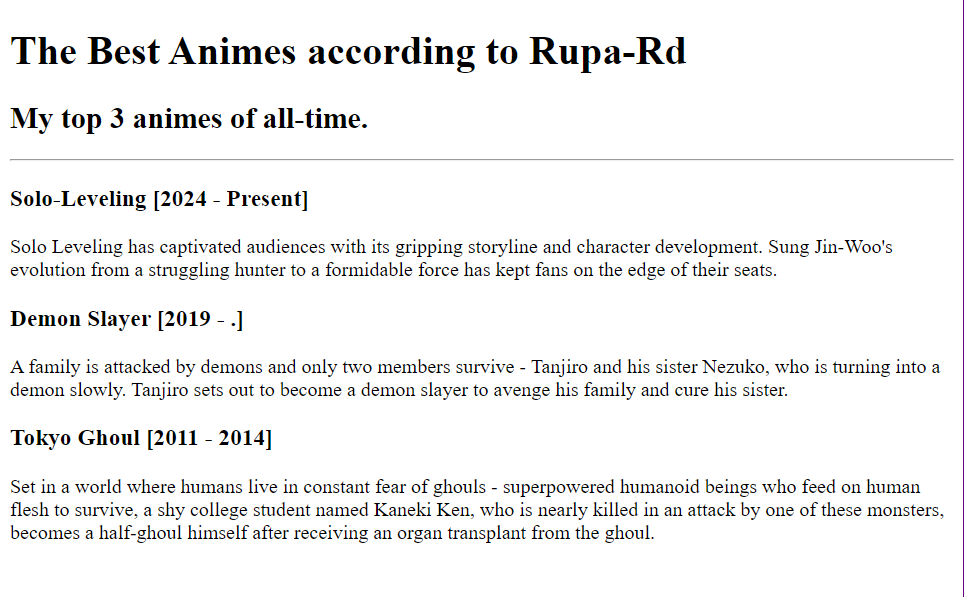 The Best Animes according to Rupa-Rd
My top 3 animes of all-time.
Solo-Leveling [2024 - Present]
Solo Leveling has captivated audiences with its gripping storyline and character development. Sung Jin-Woo's
evolution from a struggling hunter to a formidable force has kept fans on the edge of their seats.
Demon Slayer [2019 - .]
A family is attacked by demons and only two members survive - Tanjiro and his sister Nezuko, who is turning into a
demon slowly. Tanjiro sets out to become a demon slayer to avenge his family and cure his sister.
Tokyo Ghoul [2011 - 2014]
Set in a world where humans live in constant fear of ghouls - superpowered humanoid beings who feed on human
flesh to survive, a shy college student named Kaneki Ken, who is nearly killed in an attack by one of these monsters,
becomes a half-ghoul himself after receiving an organ transplant from the ghoul.